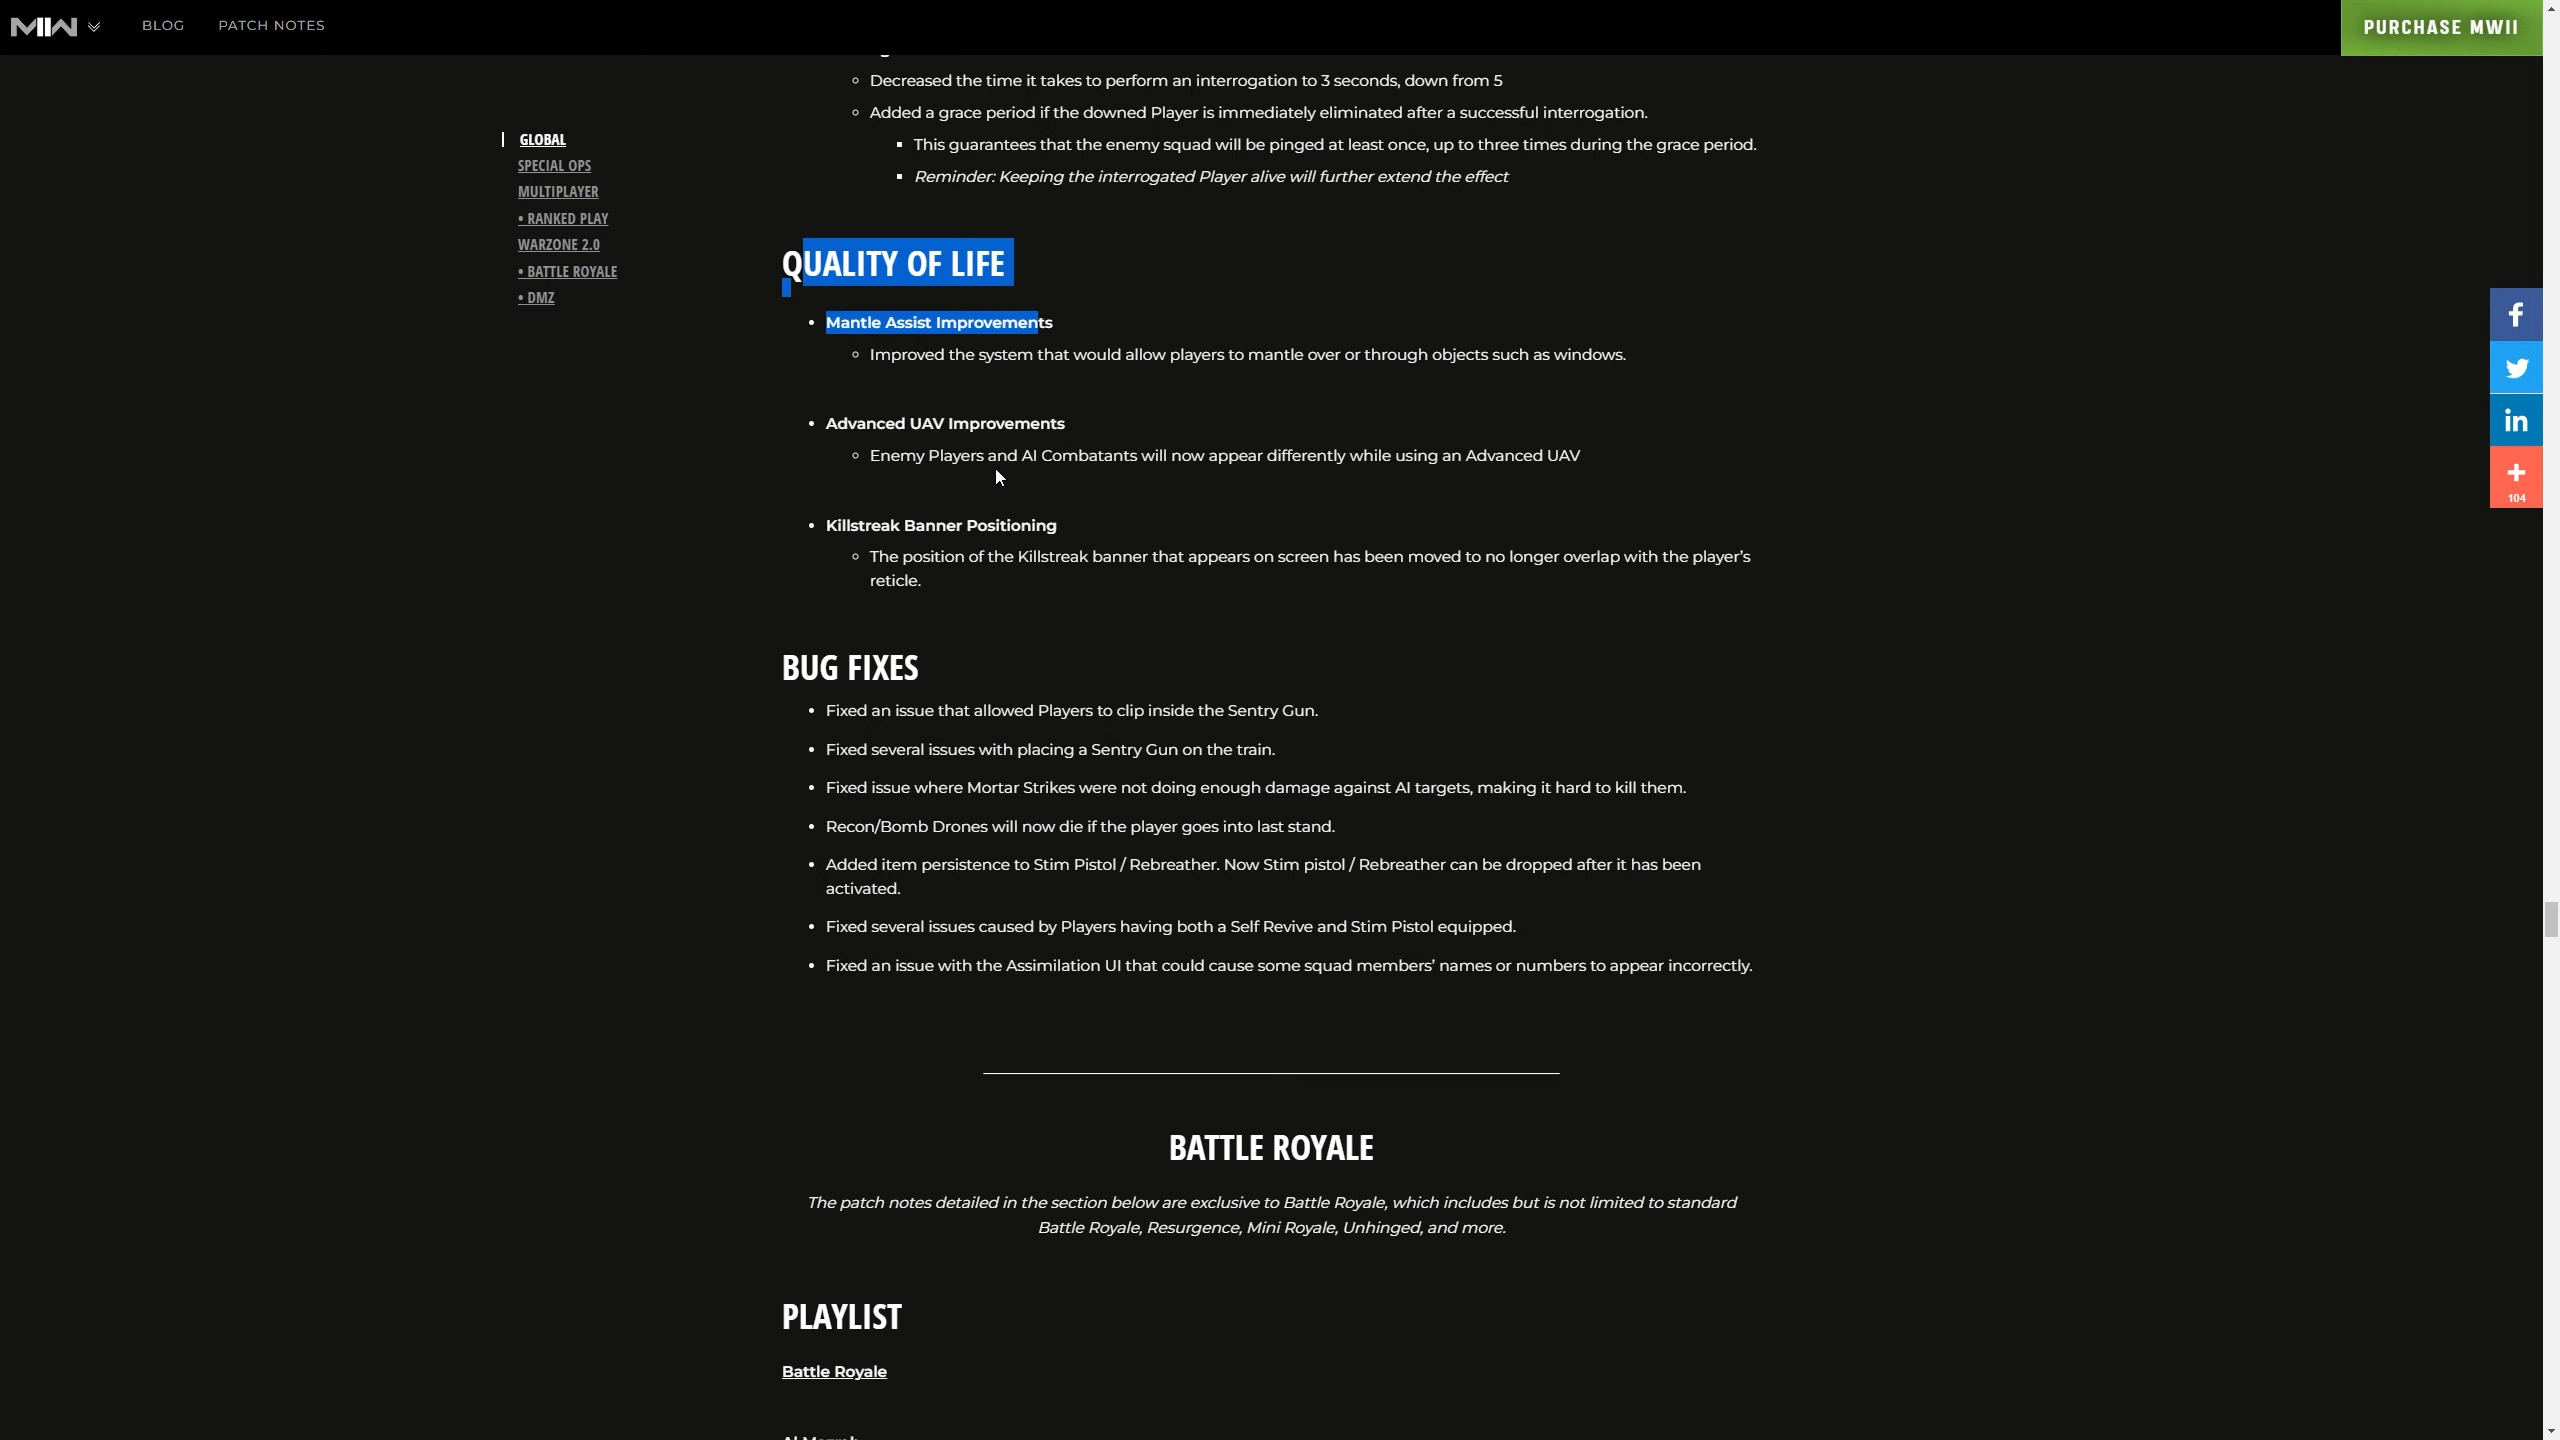 MW
BLOG
PATCH NOTES
PURCHASE MWII
GLOBAL
SPECIAL OPS
MULTIPLAYER
• RANKED PLAY
WARZONE 2.0
• BATTLE ROYALE
• DMZ
◦ Decreased the time it takes to perform an interrogation to 3 seconds, down from 5
◦ Added a grace period if the downed Player is immediately eliminated after a successful interrogation.
▪ This guarantees that the enemy squad will be pinged at least once, up to three times during the grace period.
▪ Reminder: Keeping the interrogated Player alive will further extend the effect
QUALITY OF LIFE
• Mantle Assist Improvements
◦ Improved the system that would allow players to mantle over or through objects such as windows.
• Advanced UAV Improvements
◦ Enemy Players and AI Combatants will now appear differently while using an Advanced UAV
• Killstreak Banner Positioning
◦ The position of the Killstreak banner that appears on screen has been moved to no longer overlap with the player's
reticle.
BUG FIXES
• Fixed an issue that allowed Players to clip inside the Sentry Gun.
• Fixed several issues with placing a Sentry Gun on the train.
• Fixed issue where Mortar Strikes were not doing enough damage against AI targets, making it hard to kill them.
• Recon/Bomb Drones will now die if the player goes into last stand.
• Added item persistence to Stim Pistol / Rebreather. Now Stim pistol / Rebreather can be dropped after it has been
activated.
• Fixed several issues caused by Players having both a Self Revive and Stim Pistol equipped.
• Fixed an issue with the Assimilation UI that could cause some squad members' names or numbers to appear incorrectly.
BATTLE ROYALE
The patch notes detailed in the section below are exclusive to Battle Royale, which includes but is not limited to standard
Battle Royale, Resurgence, Mini Royale, Unhinged, and more.
PLAYLIST
Battle Royale
f
in
104